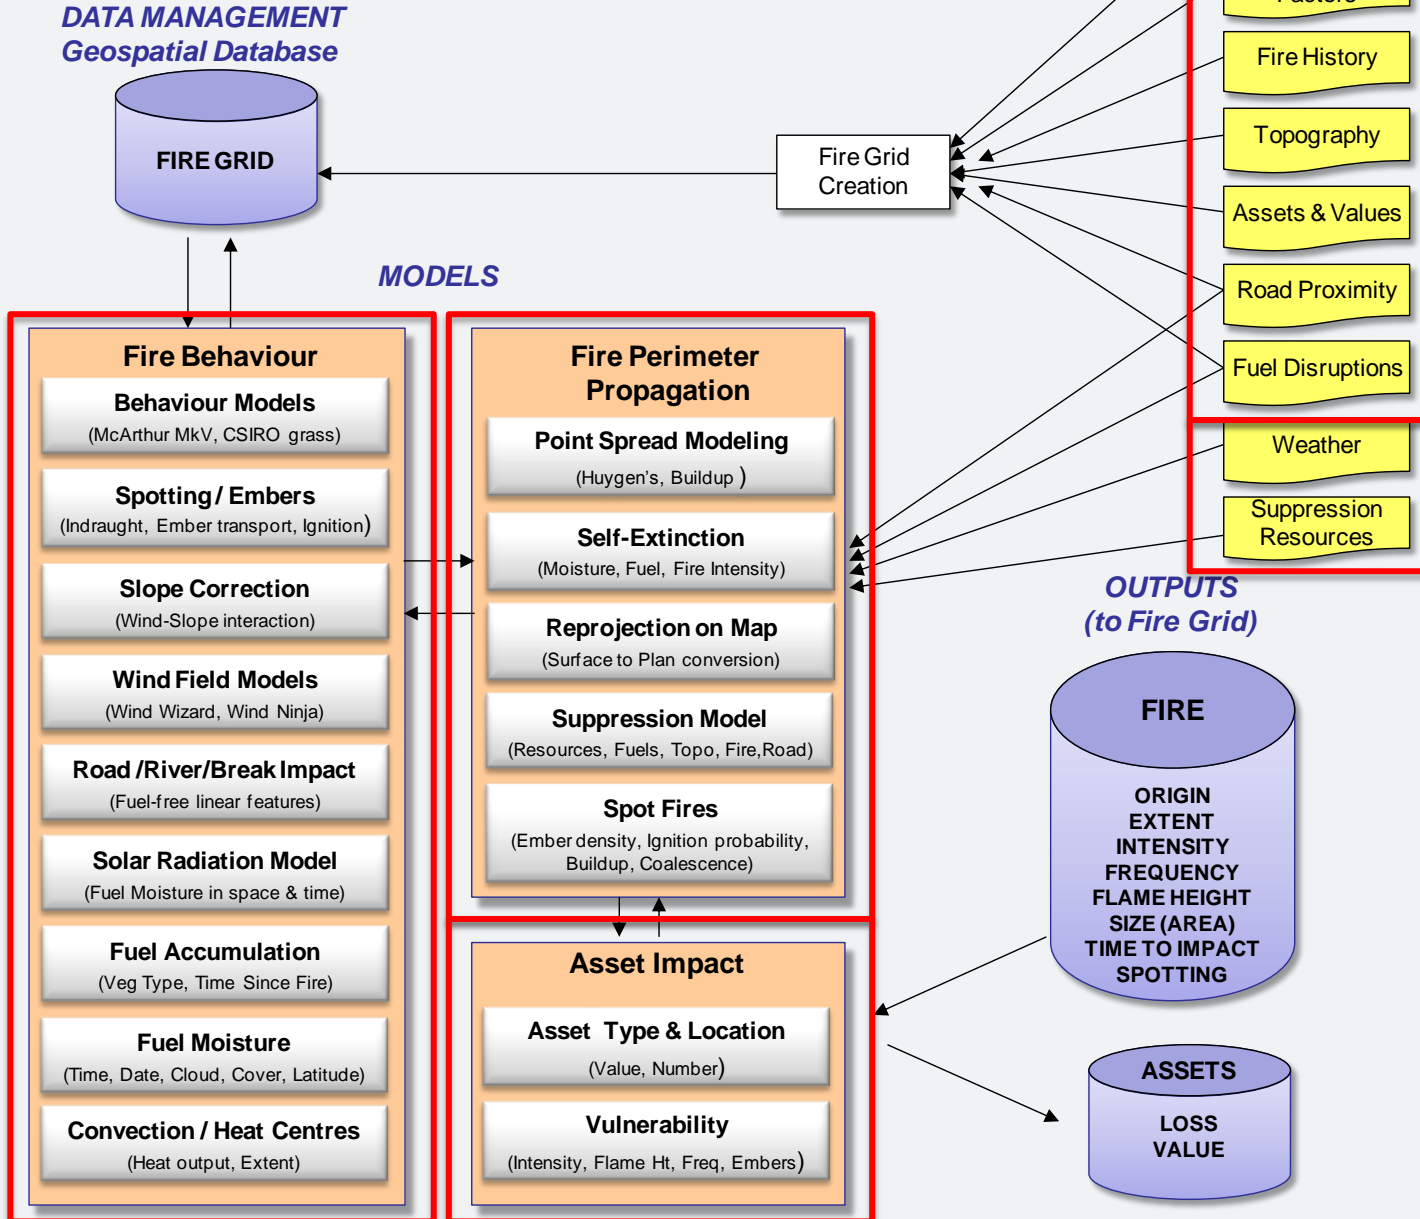 DATA MANAGEMENT
Geospatial Database
FIRE GRID
Fire Grid
Creation
Factors
Fire History
Topography
Assets & Values
Road Proximity
Fuel Disruptions
Weather
Suppression
Resources
MODELS
Fire Behaviour
Behaviour Models
(McArthur MkV, CSIRO grass)
Spotting / Embers
(Indraught, Ember transport, Ignition)
Slope Correction
(Wind-Slope interaction)
Wind Field Models
(Wind Wizard, Wind Ninja)
Road /River/Break Impact
(Fuel-free linear features)
Solar Radiation Model
(Fuel Moisture in space & time)
Fuel Accumulation
(Veg Type, Time Since Fire)
Fuel Moisture
(Time, Date, Cloud, Cover, Latitude)
Convection / Heat Centres
(Heat output, Extent)
Fire Perimeter
Propagation
Point Spread Modeling
(Huygen's, Buildup )
Self-Extinction
(Moisture, Fuel, Fire Intensity)
Reprojection on Map
(Surface to Plan conversion)
Suppression Model
(Resources, Fuels, Topo, Fire,Road)
Spot Fires
(Ember density, Ignition probability,
Buildup, Coalescence)
Asset Impact
Asset Type & Location
(Value, Number)
Vulnerability
(Intensity, Flame Ht, Freq, Embers)
OUTPUTS
(to Fire Grid)
FIRE
ORIGIN
EXTENT
INTENSITY
FREQUENCY
FLAME HEIGHT
SIZE (AREA)
TIME TO IMPACT
SPOTTING
ASSETS
LOSS
VALUE